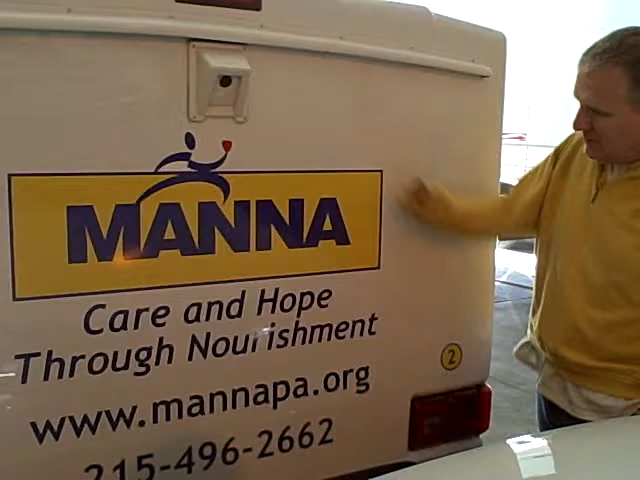 MANNA
Care and Hope
Through Nourishment
www.mannapa.org
215-496-2662
2